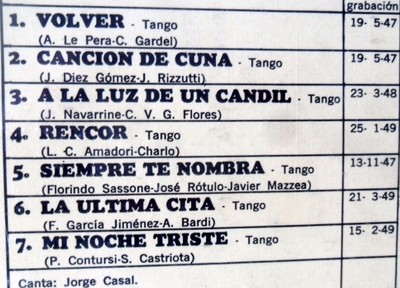 grabación
1. VOLVER - Tango 19- 5-47
(A. Le Pera-C. Gardel)
2. CANCION DE CUNA - Tango 19- 5-47
(J. Diez Gómez-J. Rizzutti)
3. A LA LUZ DE UN CANDIL - Tango 23- 3-48
(J. Navarrine-C. V. G. Flores)
4. RENCOR - Tango 25- 1-49
(L. C. Amadori-Charlo)
5. SIEMPRE TE NOMBRA - Tango 13-11-47
(Florindo Sassone-José Rótulo-Javier Mazzea)
6. LA ULTIMA CITA - Tango 21- 3-49
(F. García Jiménez-A. Bardi)
7. MI NOCHE TRISTE - Tango 15- 2-49
(P. Contursi-S. Castriota)
Canta: Jorge Casal.